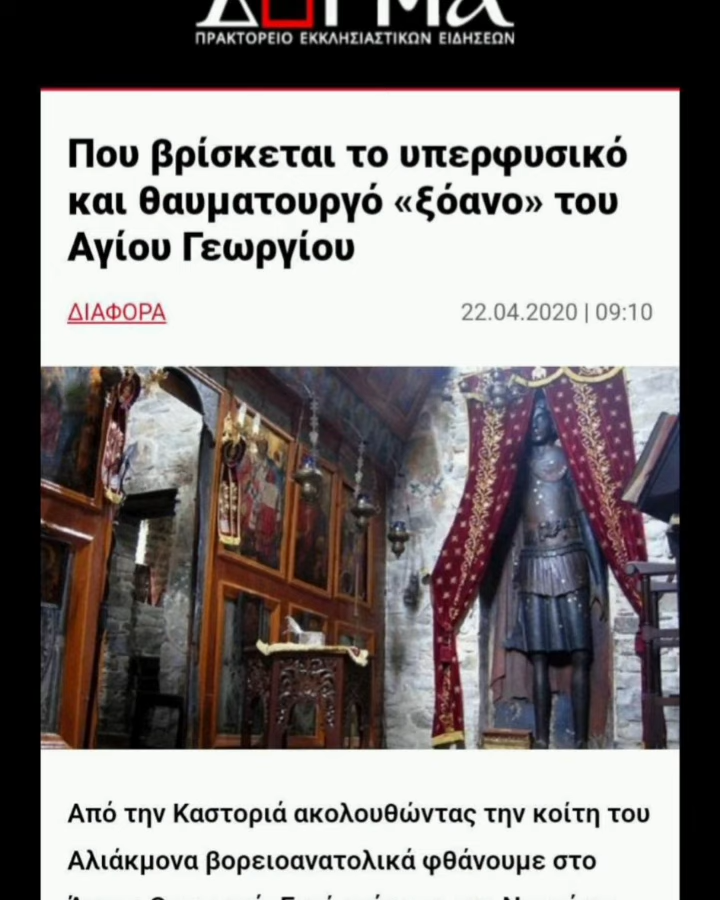 ΔΟΓΜΑ
ΠΡΑΚΤΟΡΕΙΟ ΕΚΚΛΗΣΙΑΣΤΙΚΩΝ ΕΙΔΗΣΕΩΝ
Που βρίσκεται το υπερφυσικό
και θαυματουργό «ξόανο» του
Αγίου Γεωργίου
ΔΙΑΦΟΡΑ
22.04.2020 | 09:10
Από την Καστοριά ακολουθώντας την κοίτη του
Αλιάκμονα βορειοανατολικά φθάνουμε στο